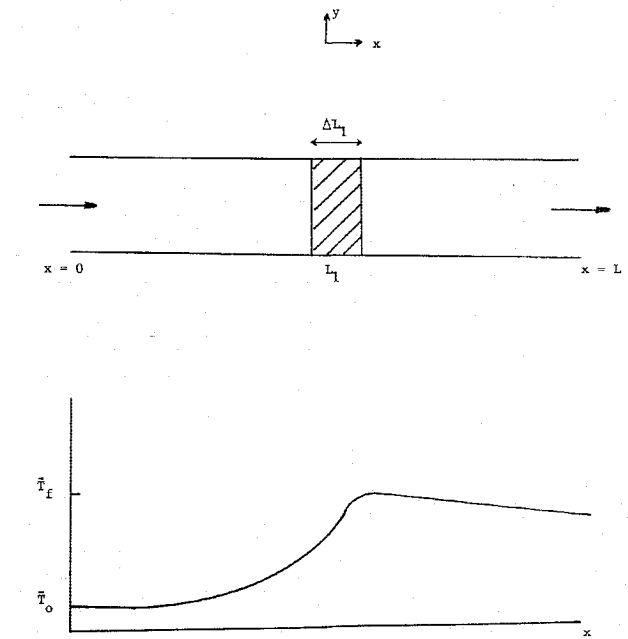 y
x
ΔL₁
x = 0
L₁
x = L
T̄f
T̄o
x